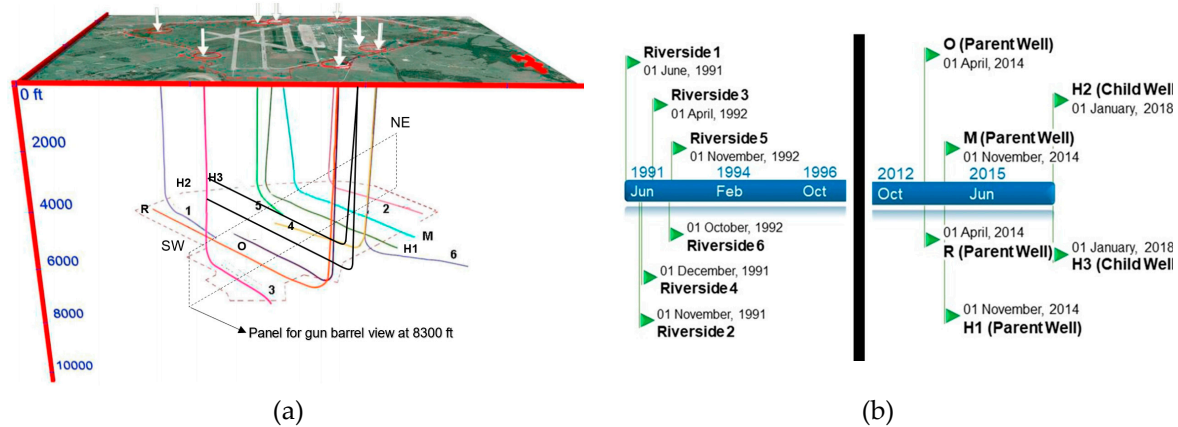 0 ft
2000
4000
6000
8000
10000
NE
H2
H3
R
1
5
4
2
O
SW
3
M
H1
6
Panel for gun barrel view at 8300 ft
(a)
Riverside 1
01 June, 1991
Riverside 3
01 April, 1992
Riverside 5
01 November, 1992
1991
Jun
1994
Feb
1996
Oct
01 October, 1992
Riverside 6
01 December, 1991
Riverside 4
01 November, 1991
Riverside 2
O (Parent Well)
01 April, 2014
H2 (Child Well
01 January, 2018
M (Parent Well)
01 November, 2014
2012
Oct
2015
Jun
01 April, 2014
R (Parent Well)
01 January, 2018
H3 (Child Well
01 November, 2014
H1 (Parent Well)
(b)